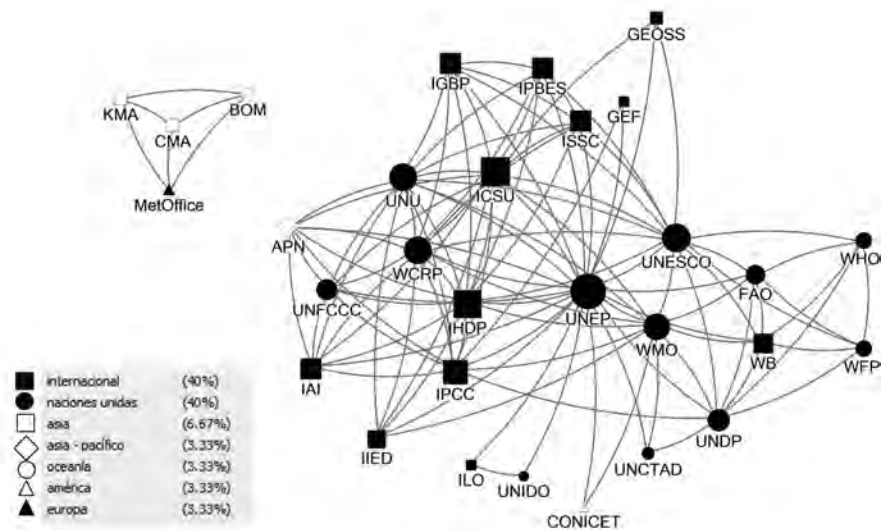 GEOSS
IGBP
IPBES
GEF
KMA
BOM
ISSC
CMA
MetOffice
UNU
ICSU
APN
WCRP
UNESCO
WHO
UNFCCC
IHDP
UNEP
FAO
WMO
IAI
IPCC
WB
WFP
IIED
UNDP
ILO
UNIDO
UNCTAD
CONICET
internacional (40%)
naciones unidas (40%)
asia (6.67%)
asia - pacífico (3.33%)
oceanía (3.33%)
américa (3.33%)
europa (3.33%)